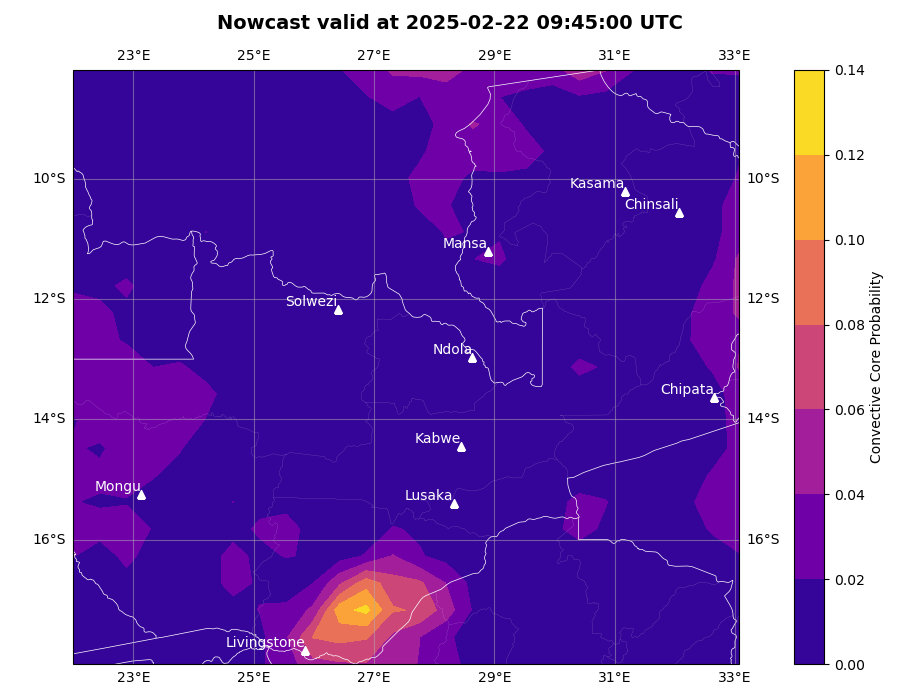 Nowcast valid at 2025-02-22 09:45:00 UTC
23°E 25°E 27°E 29°E 31°E 33°E
0.14
0.12
10°S 10°S
Kasama
Chinsali
0.10
Mansa
12°S 12°S
Solwezi
0.08
Ndola
Chipata
0.06
14°S 14°S
Kabwe
Mongu
Lusaka
0.04
16°S 16°S
0.02
Livingstone
0.00
23°E 25°E 27°E 29°E 31°E 33°E
Convective Core Probability